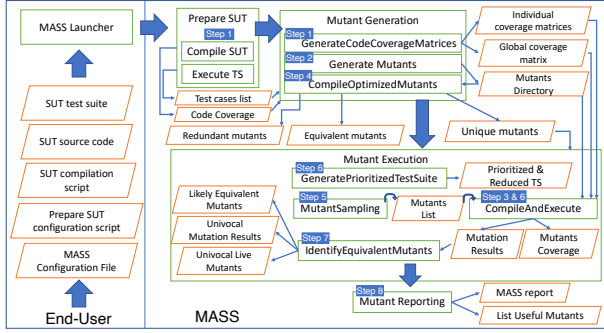 MASS Launcher
SUT test suite
SUT source code
SUT compilation
script
Prepare SUT
configuration script
MASS
Configuration File
End-User
Prepare SUT
Step 1
Compile SUT
Execute TS
Test cases list
Code Coverage
Mutant Generation
Step 1
GenerateCodeCoverageMatrices
Step 2
Generate Mutants
Step 4
CompileOptimizedMutants
Individual
coverage matrices
Global coverage
matrix
Mutants
Directory
Redundant mutants
Equivalent mutants
Unique mutants
Mutant Execution
Step 6
GeneratePrioritizedTestSuite
Prioritized &
Reduced TS
Likely Equivalent
Mutants
Step 5
MutantSampling
Mutants
List
Step 3 & 6
CompileAndExecute
Univocal
Mutation Results
Step 7
IdentifyEquivalentMutants
Mutation
Results
Mutants
Coverage
Univocal Live
Mutants
Step 8
Mutant Reporting
MASS report
List Useful Mutants
MASS